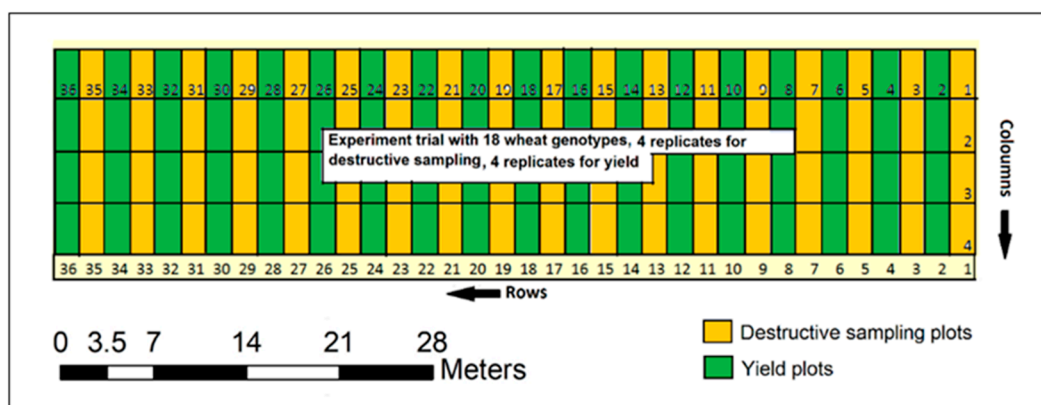 36 35 34 33 32 31 30 29 28 27 26 25 24 23 22 21 20 19 18 17 16 15 14 13 12 11 10 9 8 7 6 5 4 3 2 1
2
Experiment trial with 18 wheat genotypes, 4 replicates for
destructive sampling, 4 replicates for yield
3
4
Coloumns
36 35 34 33 32 31 30 29 28 27 26 25 24 23 22 21 20 19 18 17 16 15 14 13 12 11 10 9 8 7 6 5 4 3 2 1
Rows
0 3.5 7 14 21 28
Meters
Destructive sampling plots
Yield plots